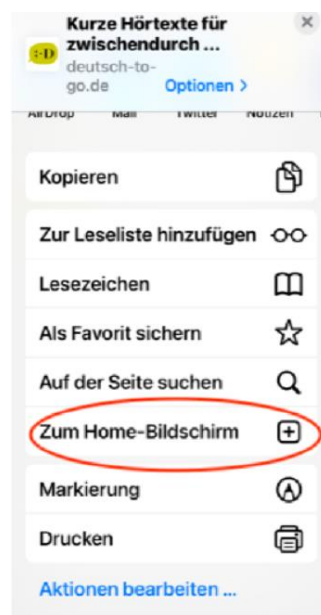 Kurze Hörtexte für
zwischendurch ...
deutsch-to-
go.de Optionen >
AirDrop Mail Twitter Notizen
Kopieren
Zur Leseliste hinzufügen
Lesezeichen
Als Favorit sichern
Auf der Seite suchen
Zum Home-Bildschirm
Markierung
Drucken
Aktionen bearbeiten ...